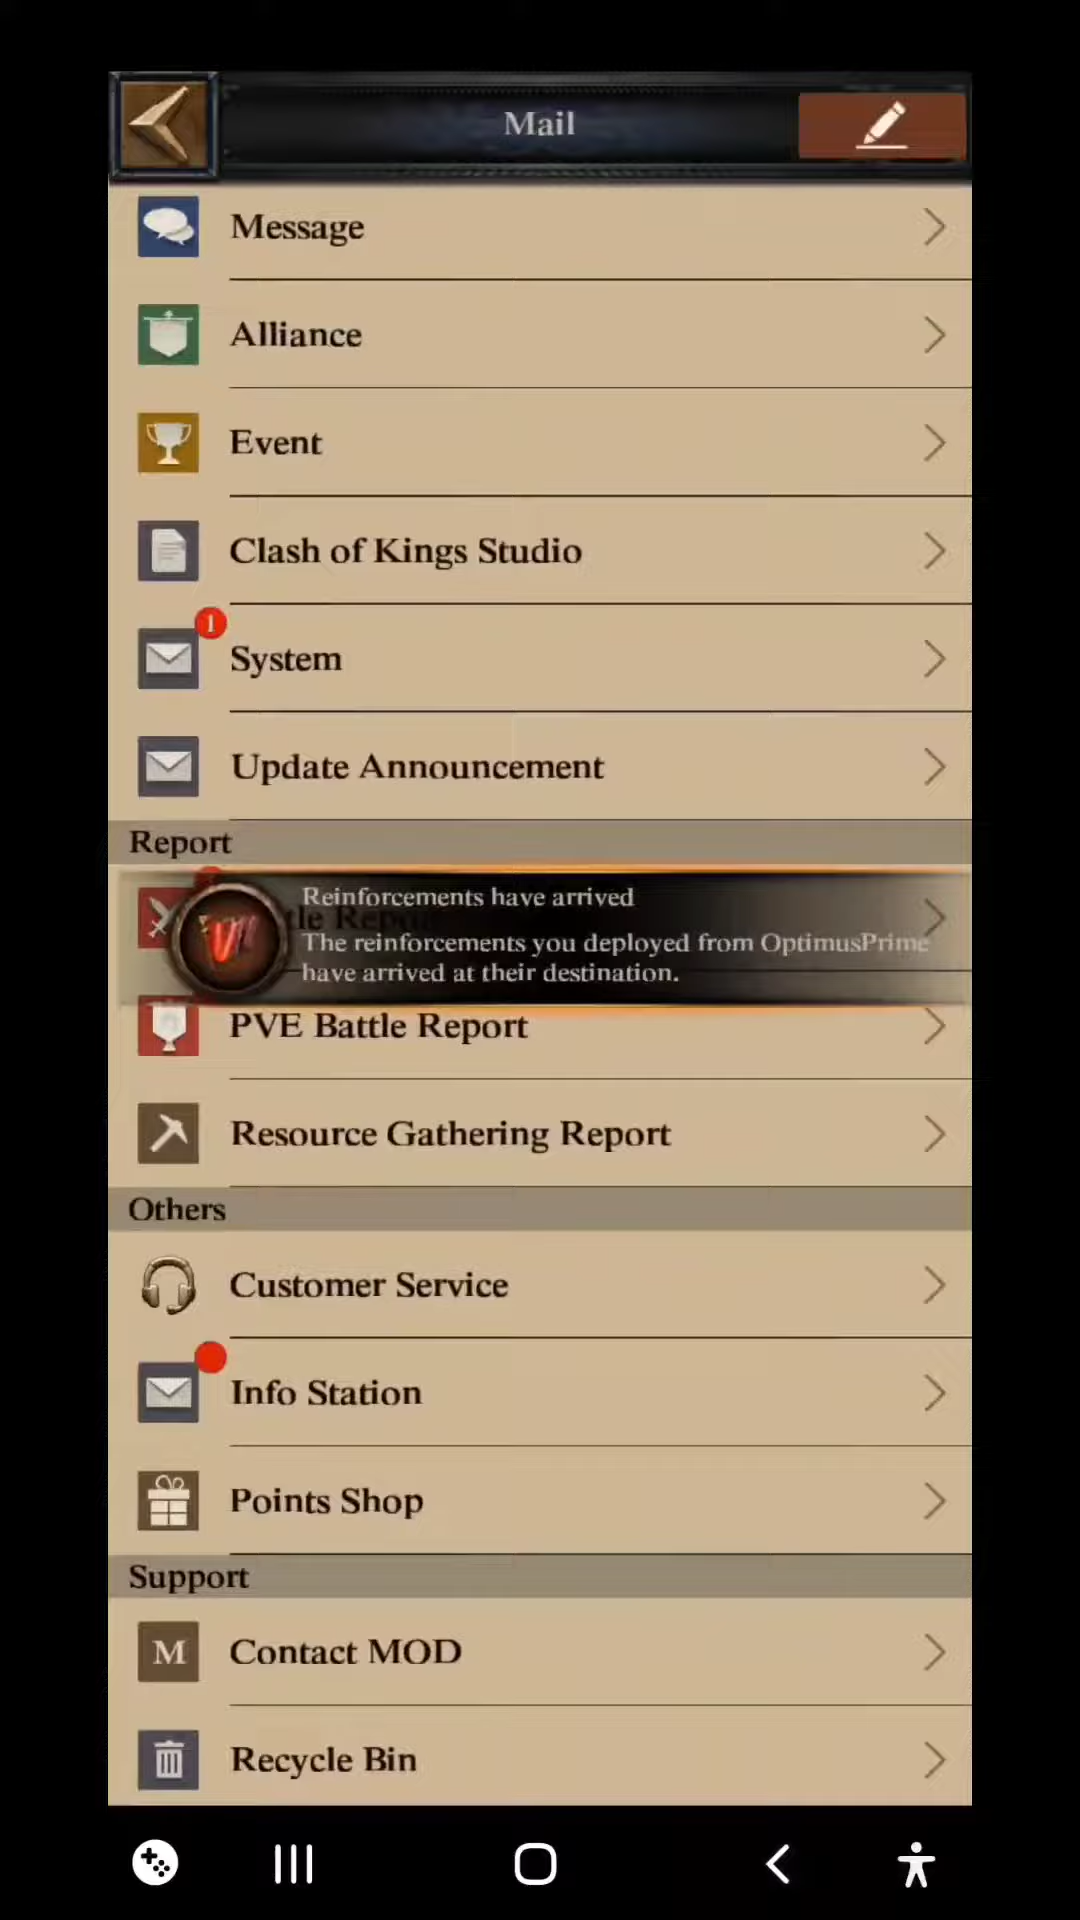 Mail
Message
Alliance
Event
Clash of Kings Studio
1
System
Update Announcement
Report
Reinforcements have arrived
The reinforcements you deployed from OptimusPrime
have arrived at their destination.
PVE Battle Report
Resource Gathering Report
Others
Customer Service
Info Station
Points Shop
Support
M
Contact MOD
Recycle Bin